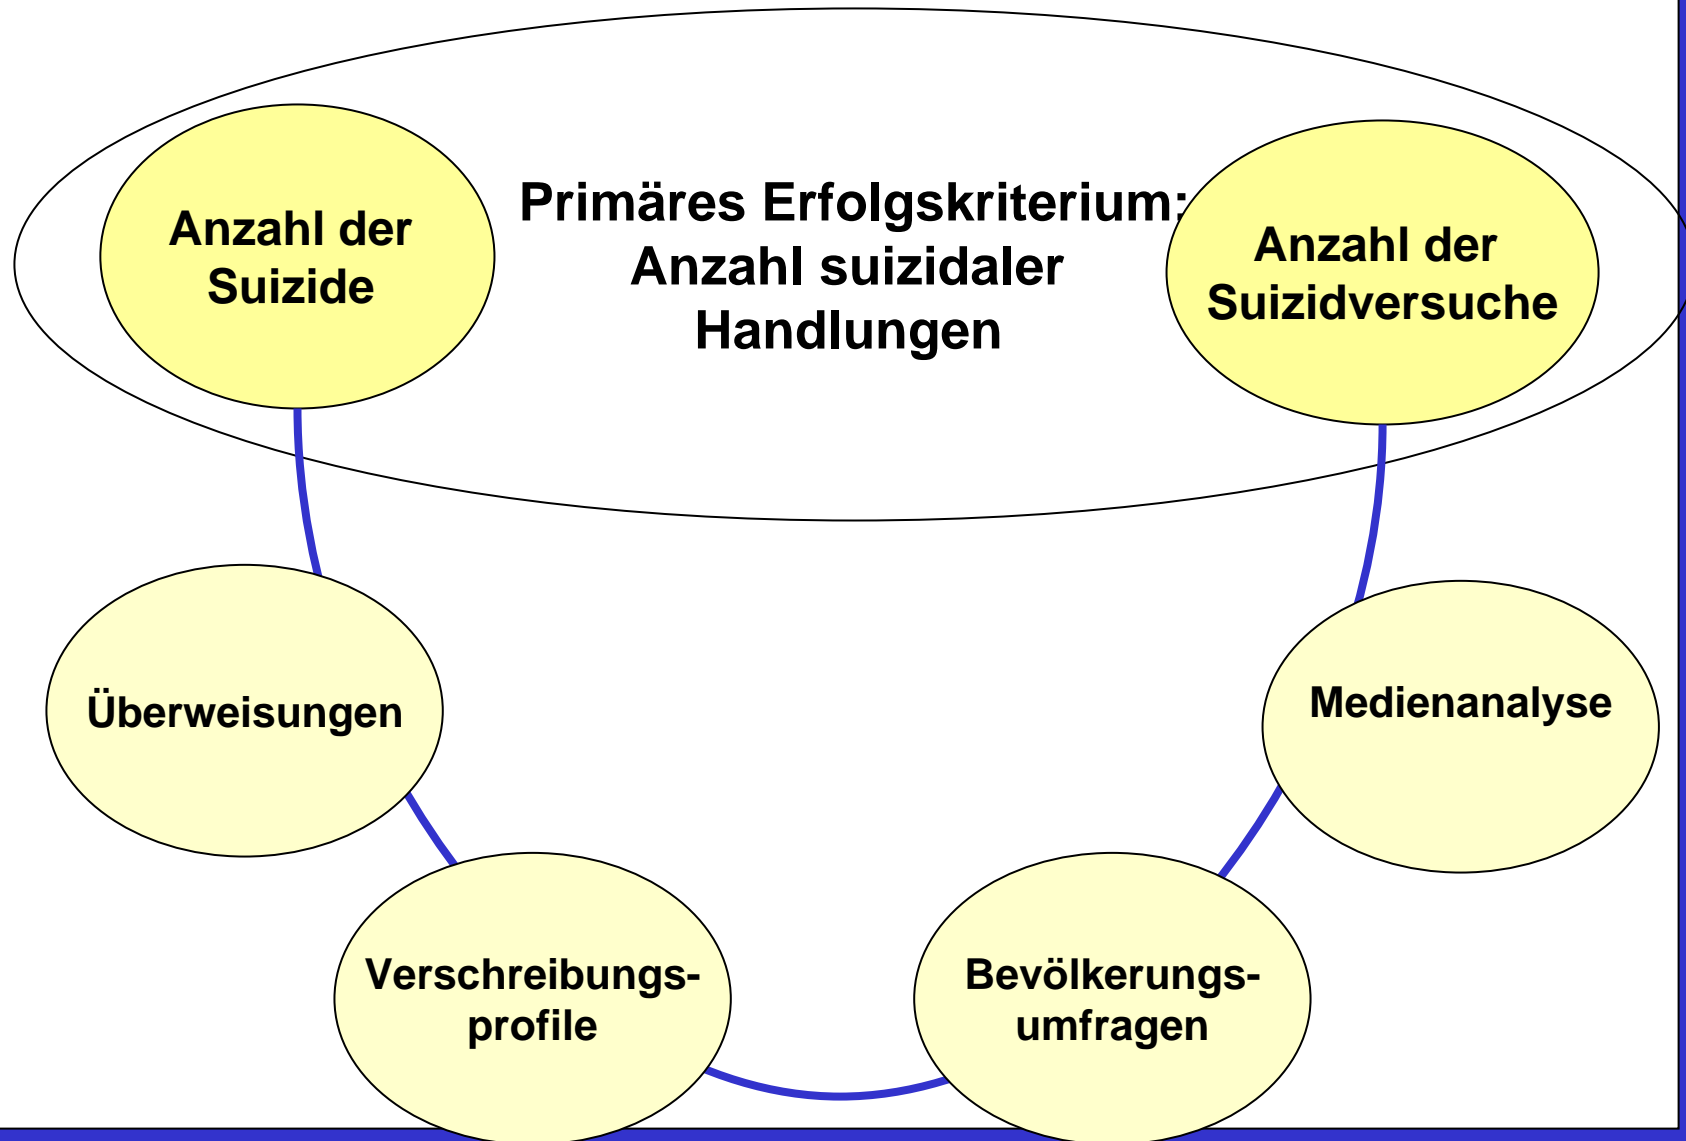 Anzahl der
Suizide
Primäres Erfolgskriterium:
Anzahl suizidaler
Handlungen
Anzahl der
Suizidversuche
Überweisungen
Medienanalyse
Verschreibungs-
profile
Bevölkerungs-
umfragen